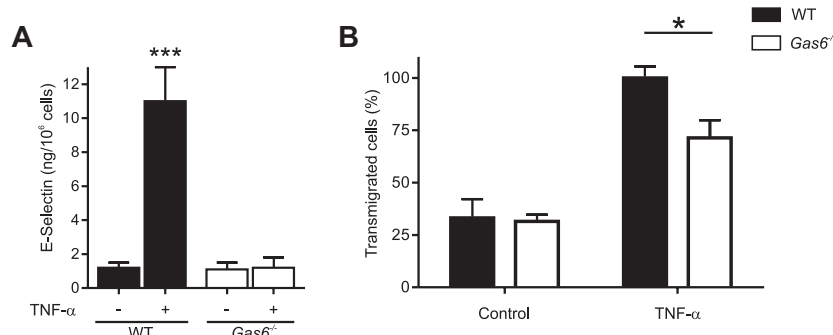 A
E-Selectin (ng/10⁶ cells)
12
10
8
6
4
2
0
***
TNF-α - + - +
WT Gas6⁻/⁻
B
WT
Gas6⁻/⁻
Transmigrated cells (%)
100
75
50
25
0
*
Control TNF-α